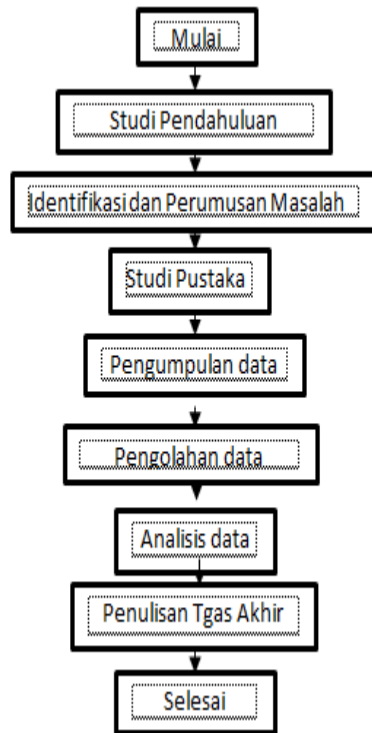 Mulai
Studi Pendahuluan
Identifikasi dan Perumusan Masalah
Studi Pustaka
Pengumpulan data
Pengolahan data
Analisis data
Penulisan Tgas Akhir
Selesai